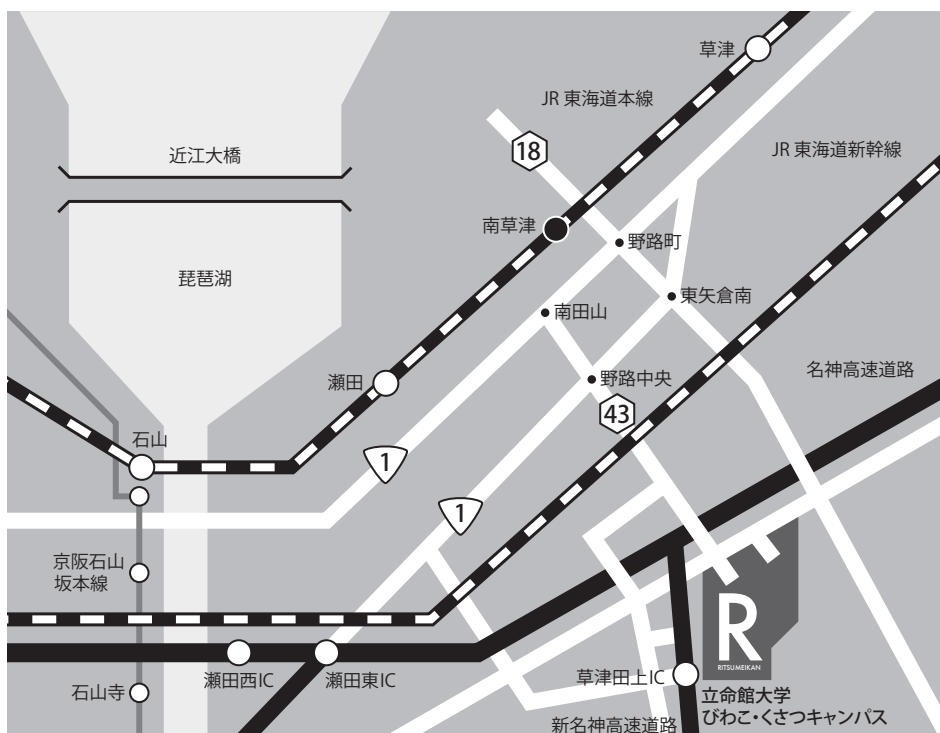 草津
JR 東海道本線
18
JR 東海道新幹線
近江大橋
南草津
野路町
琵琶湖
東矢倉南
南田山
瀬田
野路中央
名神高速道路
43
石山
1
1
京阪石山
坂本線
R
RITSUMEIKAN
石山寺
瀬田西IC
瀬田東IC
草津田上IC
立命館大学
びわこ・くさつキャンパス
新名神高速道路